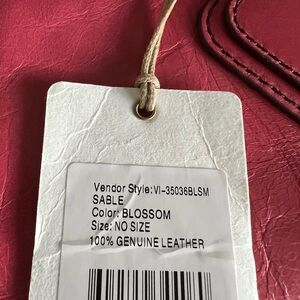 Vendor Style: VI-35036BLSM
SABLE
Color: BLOSSOM
Size: NO SIZE
100% GENUINE LEATHER